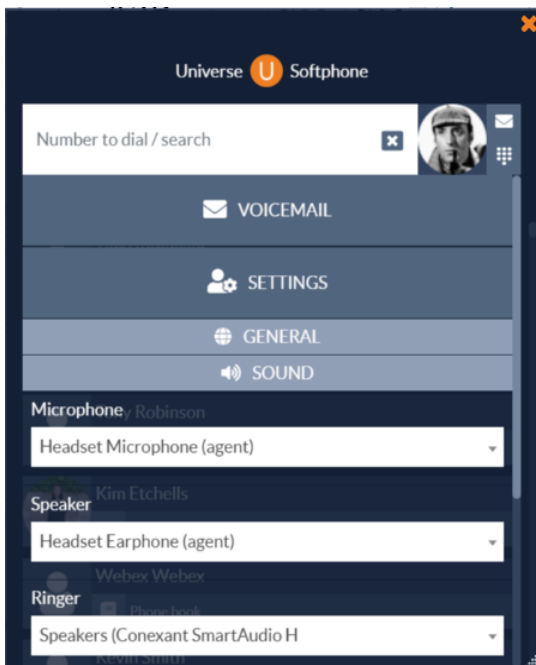 Universe U Softphone
Number to dial / search
VOICEMAIL
SETTINGS
GENERAL
SOUND
Microphone
Robinson
Headset Microphone (agent)
Kim Etchells
Speaker
Headset Earphone (agent)
Webex Webex
Ringer
Phone book
Speakers (Conexant SmartAudio H
Kevin Smith